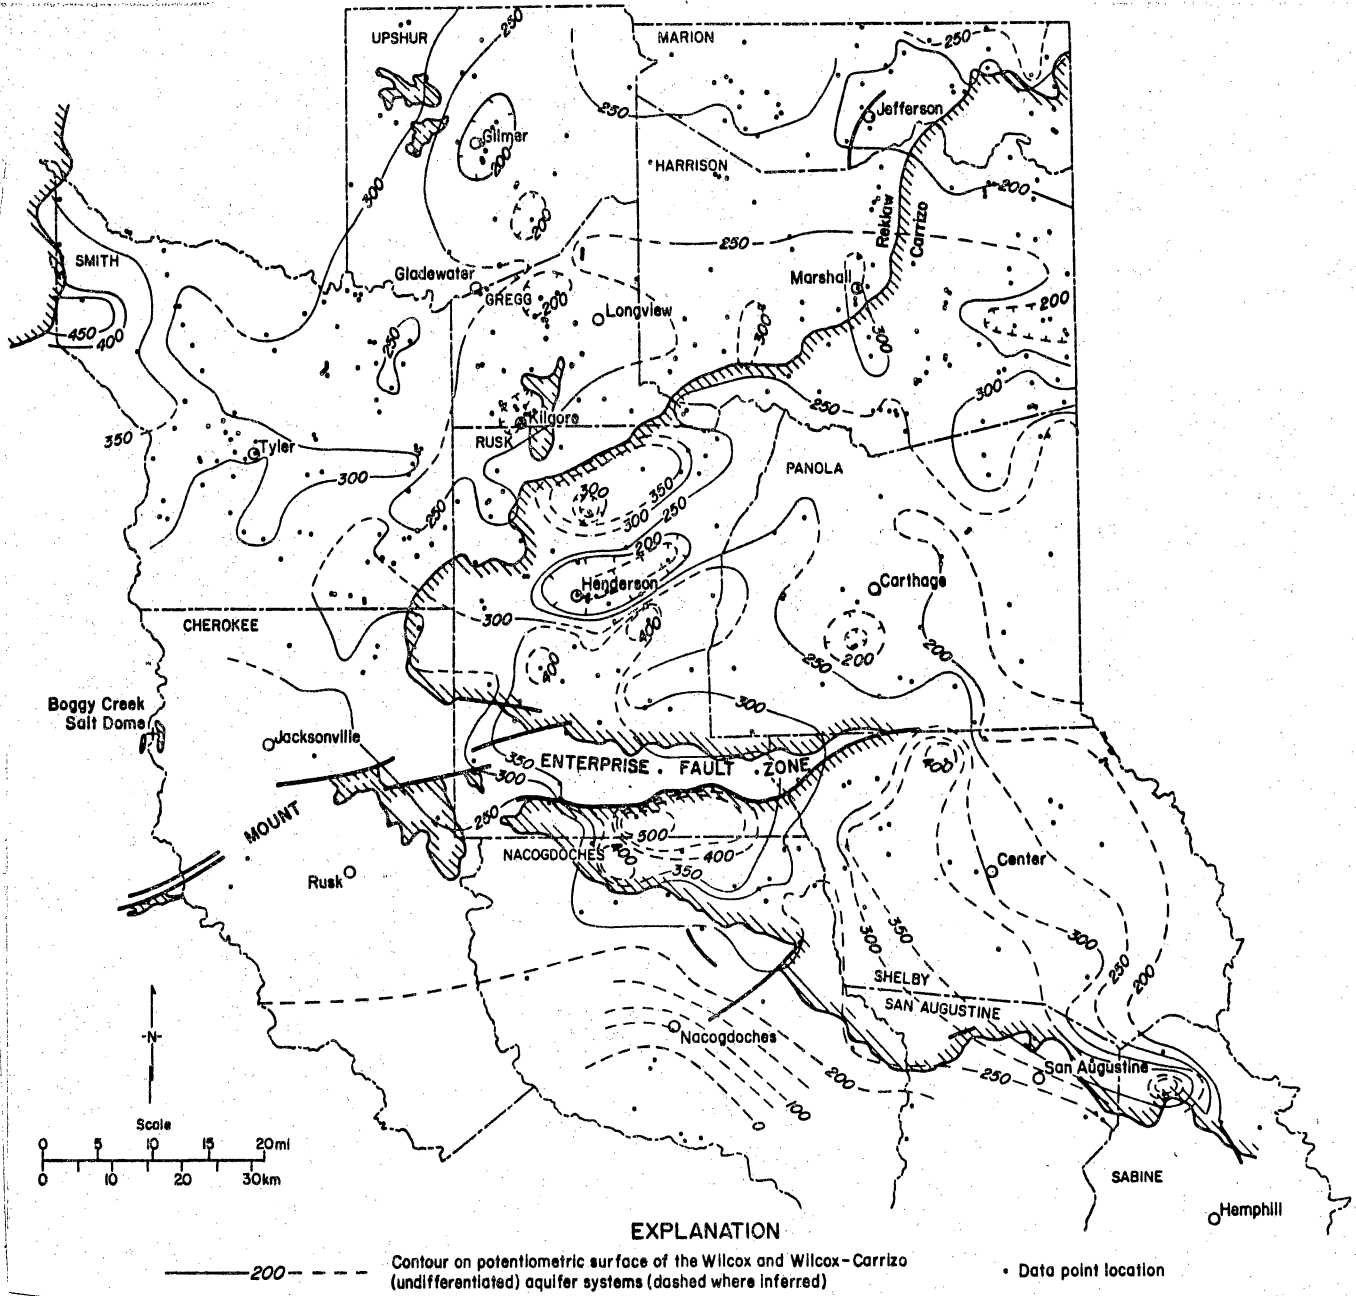 250
UPSHUR
MARION
250
250
Jefferson
Gilmer
200
HARRISON
300
200
Reklaw
Carrizo
200
250
SMITH
Gladewater
Marshall
GREGG
200
200
Longview
450
400
250
300
300
300
250
350
Kilgore
RUSK
Tyler
PANOLA
300
350
250
300
250
200
Henderson
Carthage
300
CHEROKEE
400
400
250
200
200
Boggy Creek
Salt Dome
300
Jacksonville
350
ENTERPRISE FAULT ZONE
300
400
MOUNT
250
500
NACOGDOCHES
400
400
350
Center
Rusk
350
300
300
250
200
SHELBY
SAN AUGUSTINE
-N-
Nacogdoches
200
250
San Augustine
100
0
Scale
0 5 10 15 20mi
0 10 20 30km
SABINE
Hemphill
EXPLANATION
200
Contour on potentiometric surface of the Wilcox and Wilcox-Carrizo
(undifferentiated) aquifer systems (dashed where inferred)
Data point location